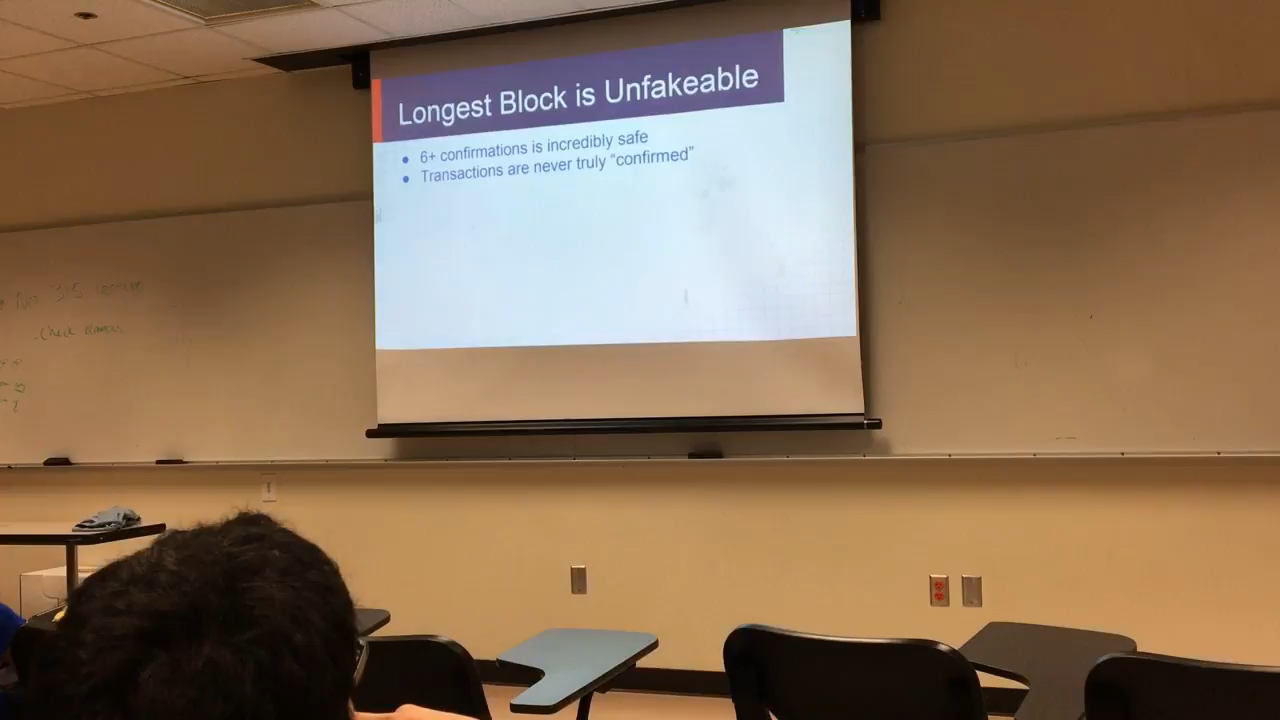 Longest Block is Unfakeable
• 6+ confirmations is incredibly safe
• Transactions are never truly “confirmed”